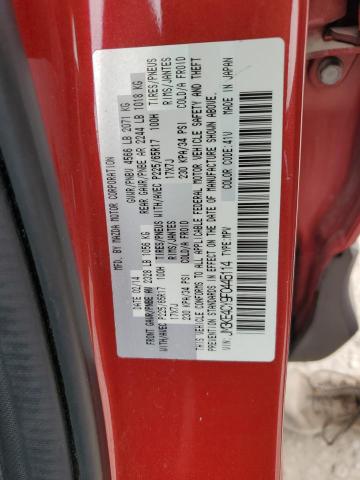 MFD. BY MAZDA MOTOR CORPORATION
DATE: 02/14 GVWR/PNBV 4566 LB 2071 KG
FRONT GAWR/PNBE AV 2328 LB 1056 KG REAR GAWR/PNBE AR 2244 LB 1018 KG
WITH/AVEC P225/65R17 100H TIRES/PNEUS WITH/AVEC P225/65R17 100H TIRES/PNEUS
17X7J RIMS/JANTES 17X7J RIMS/JANTES
230 KPA/34 PSI COLD/A FROID 230 KPA/34 PSI COLD/A FROID
THIS VEHICLE CONFORMS TO ALL APPLICABLE FEDERAL MOTOR VEHICLE SAFETY AND THEFT
PREVENTION STANDARDS IN EFFECT ON THE DATE OF MANUFACTURE SHOWN ABOVE.
VIN: JM3KE4CY9F0445114 TYPE:MPV COLOR CODE:41V MADE IN JAPAN